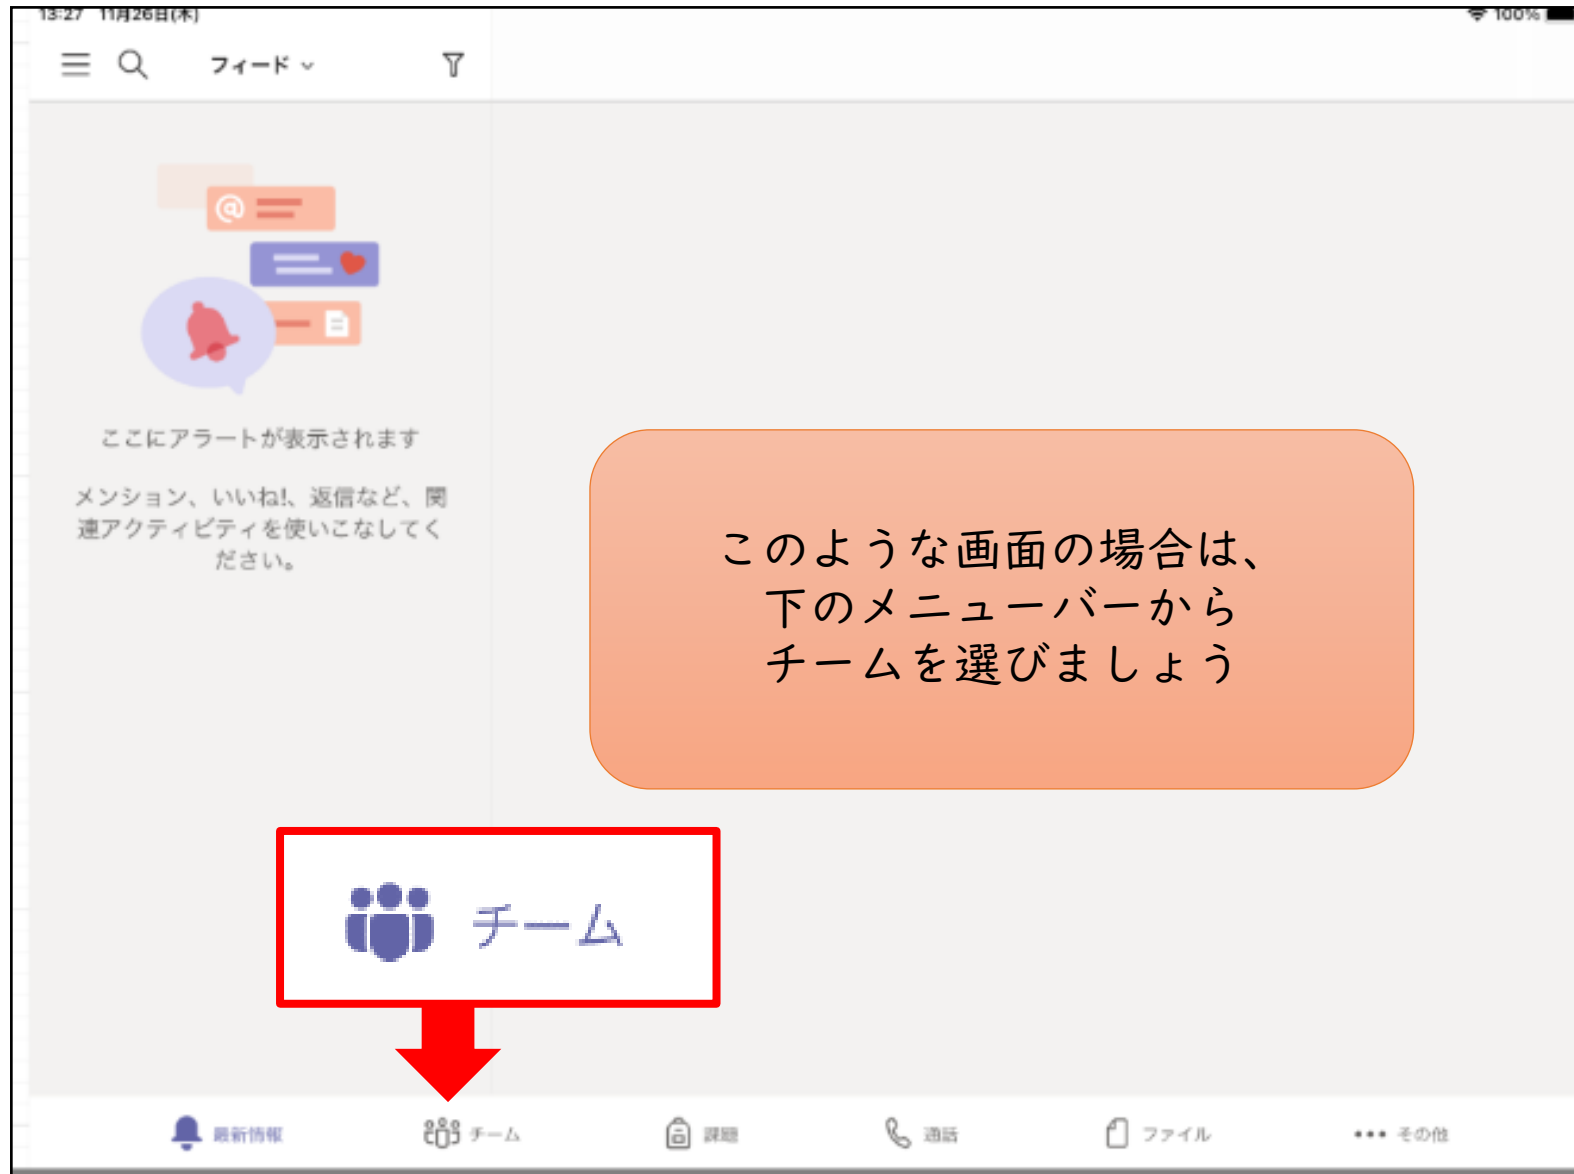 13:27 11月26日(木)
100%
フィード
@
ここにアラートが表示されます
メンション、いいね!、返信など、関
連アクティビティを使いこなしてく
ださい。
このような画面の場合は、
下のメニューバーから
チームを選びましょう
チーム
最新情報 チーム 課題 通話 ファイル その他